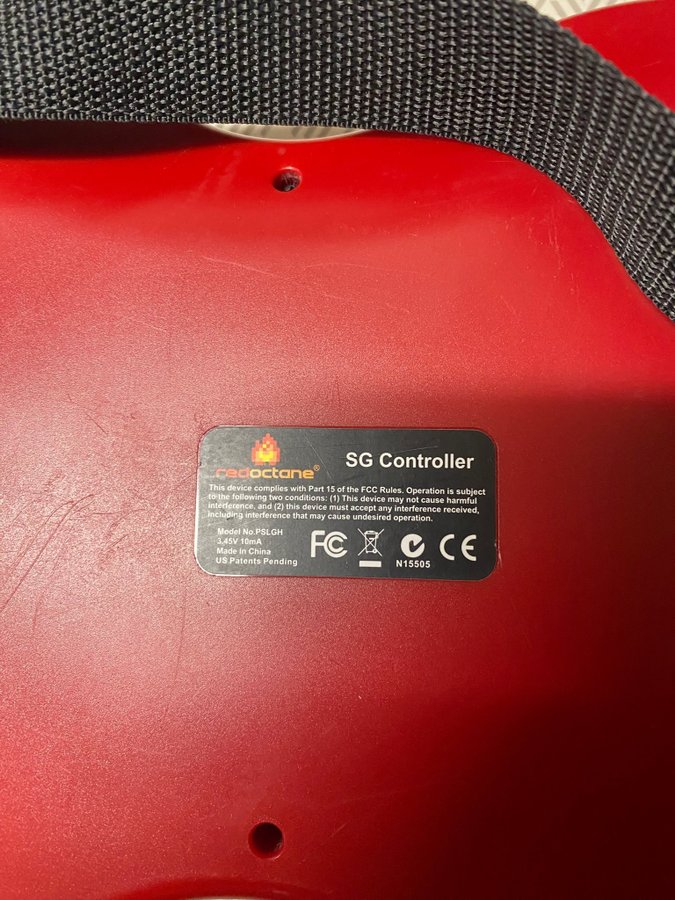 redoctane®
SG Controller
This device complies with Part 15 of the FCC Rules. Operation is subject
to the following two conditions: (1) This device may not cause harmful
interference, and (2) this device must accept any interference received,
including interference that may cause undesired operation.
Model No.PSLGH
3.45V 10mA
Made in China
US Patents Pending
FC
CE
N15505